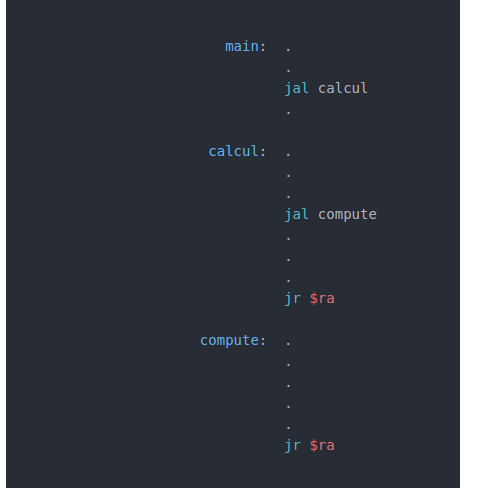 main: .
.
jal calcul
.
calcul: .
.
.
jal compute
.
.
.
jr $ra
compute: .
.
.
.
.
jr $ra